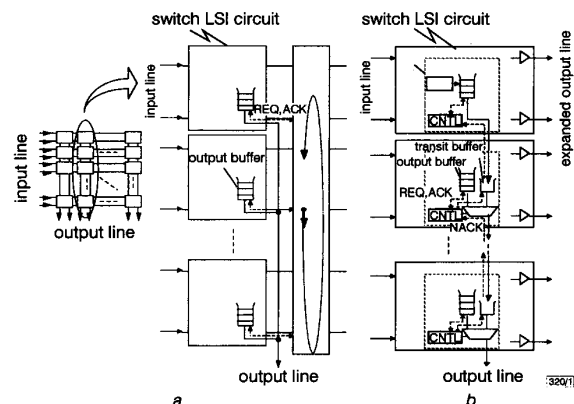 switch LSI circuit
switch LSI circuit
input line
REQ,ACK
output buffer
input line
output line
output line
a
input line
expanded output line
CNTL
transit buffer
output buffer
REQ,ACK
CNTL
NACK
CNTL
output line
b
320/1